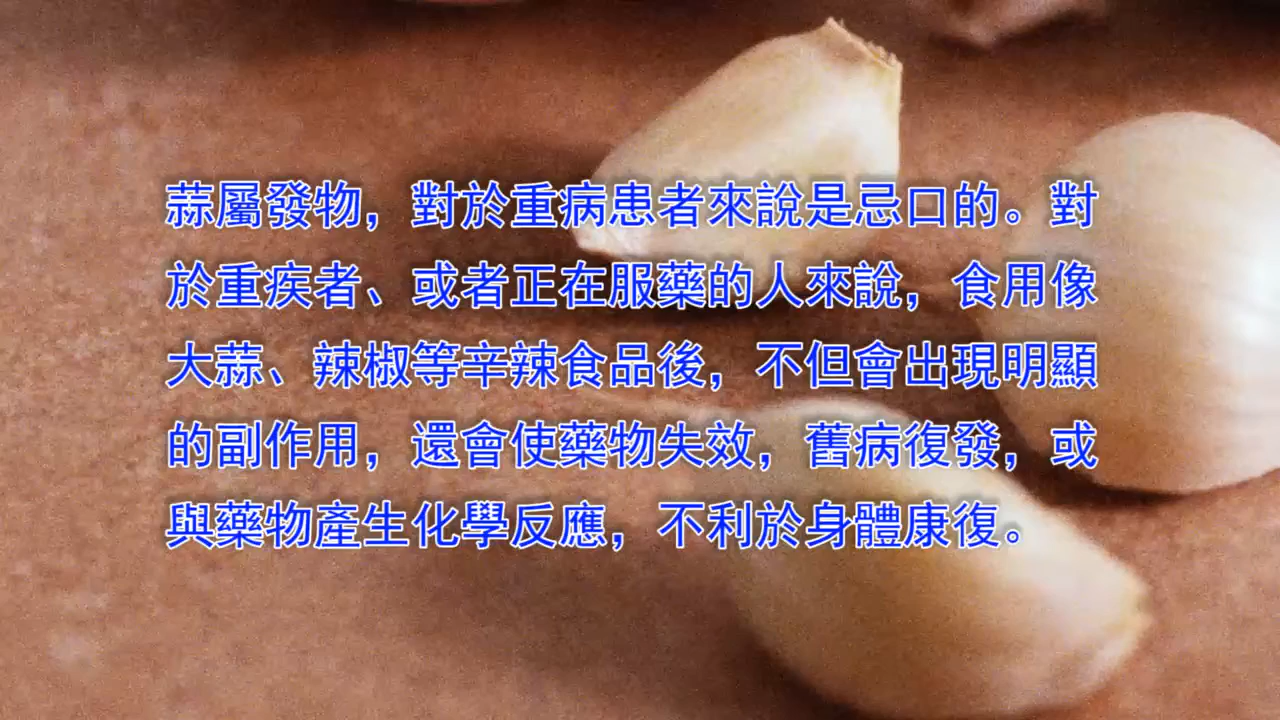 蒜屬發物，對於重病患者來說是忌口的。對
於重疾者、或者正在服藥的人來說，食用像
大蒜、辣椒等辛辣食品後，不但會出現明顯
的副作用，還會使藥物失效，舊病復發，或
與藥物產生化學反應，不利於身體康復。